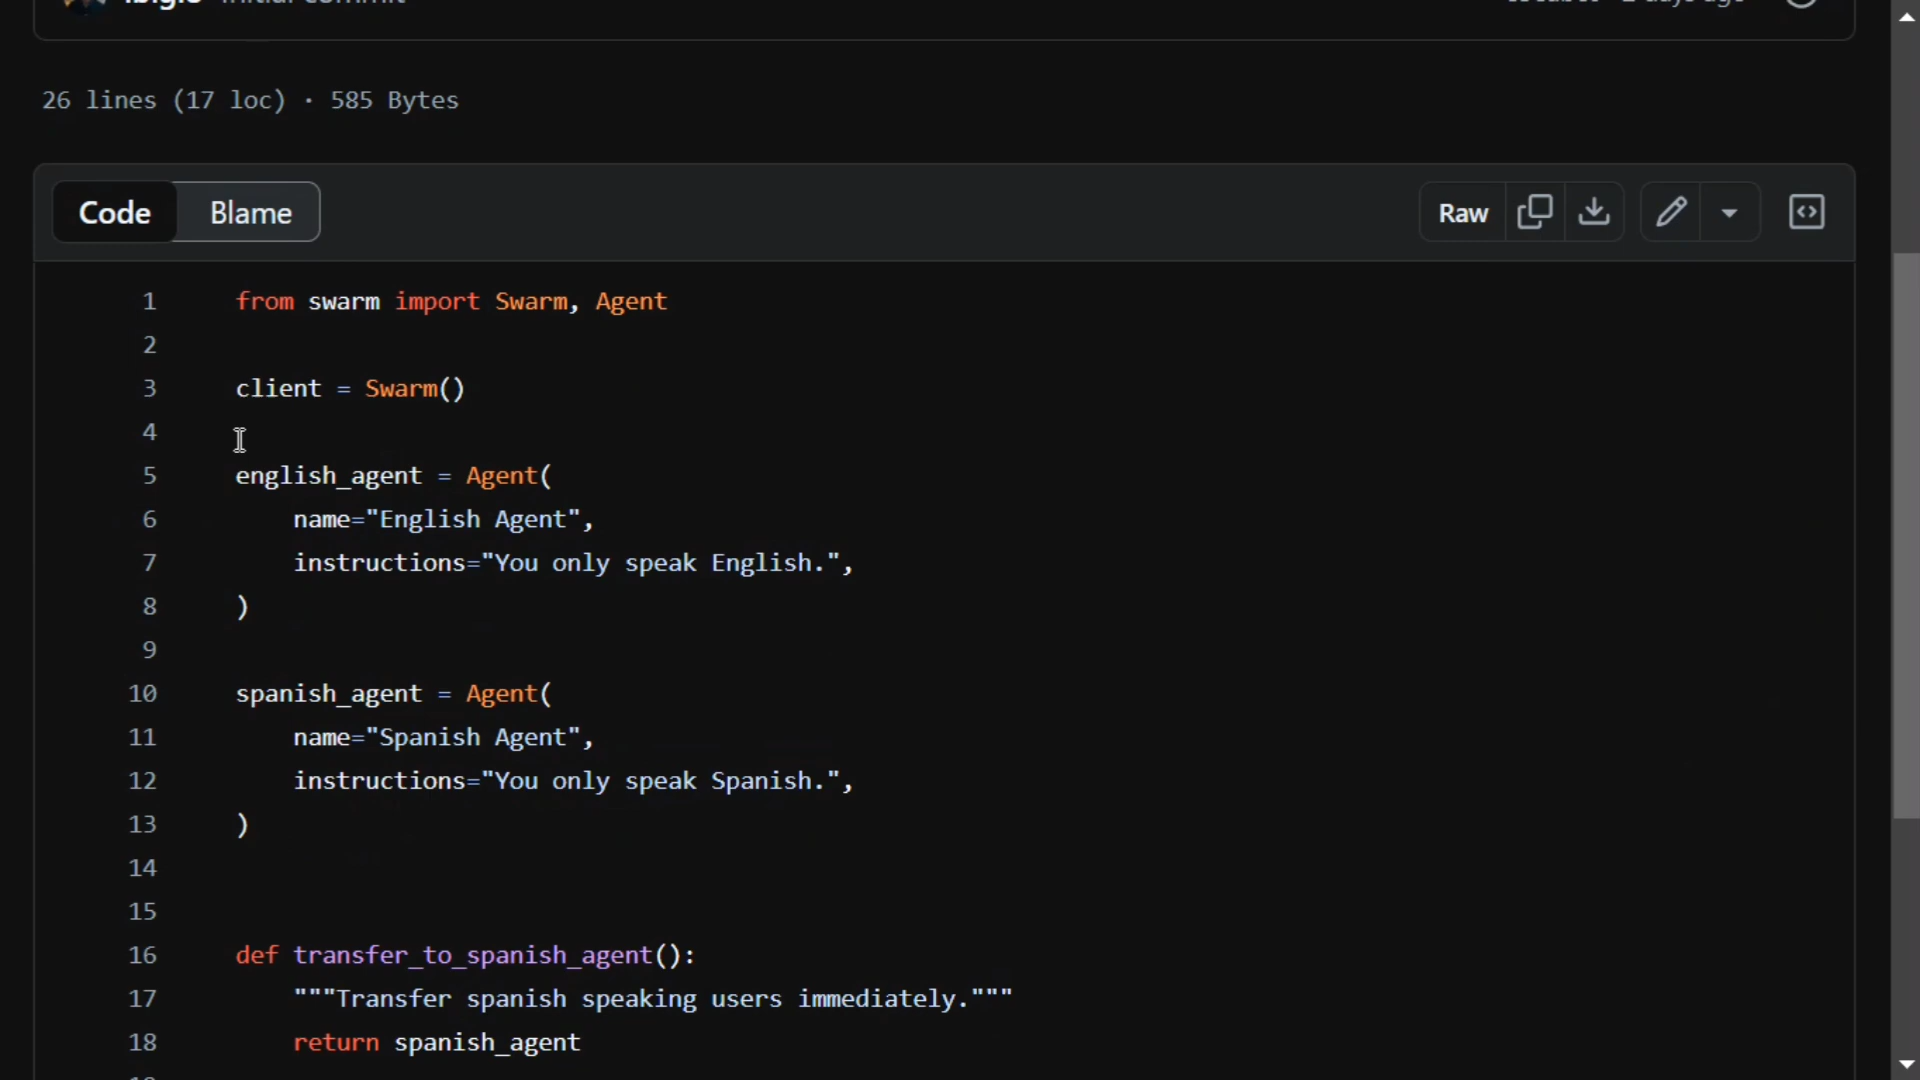 26 lines (17 loc) · 585 Bytes
Code Blame Raw
1 from swarm import Swarm, Agent
2
3 client = Swarm()
4
5 english_agent = Agent(
6 name="English Agent",
7 instructions="You only speak English.",
8 )
9
10 spanish_agent = Agent(
11 name="Spanish Agent",
12 instructions="You only speak Spanish.",
13 )
14
15
16 def transfer_to_spanish_agent():
17 """Transfer spanish speaking users immediately."""
18 return spanish_agent